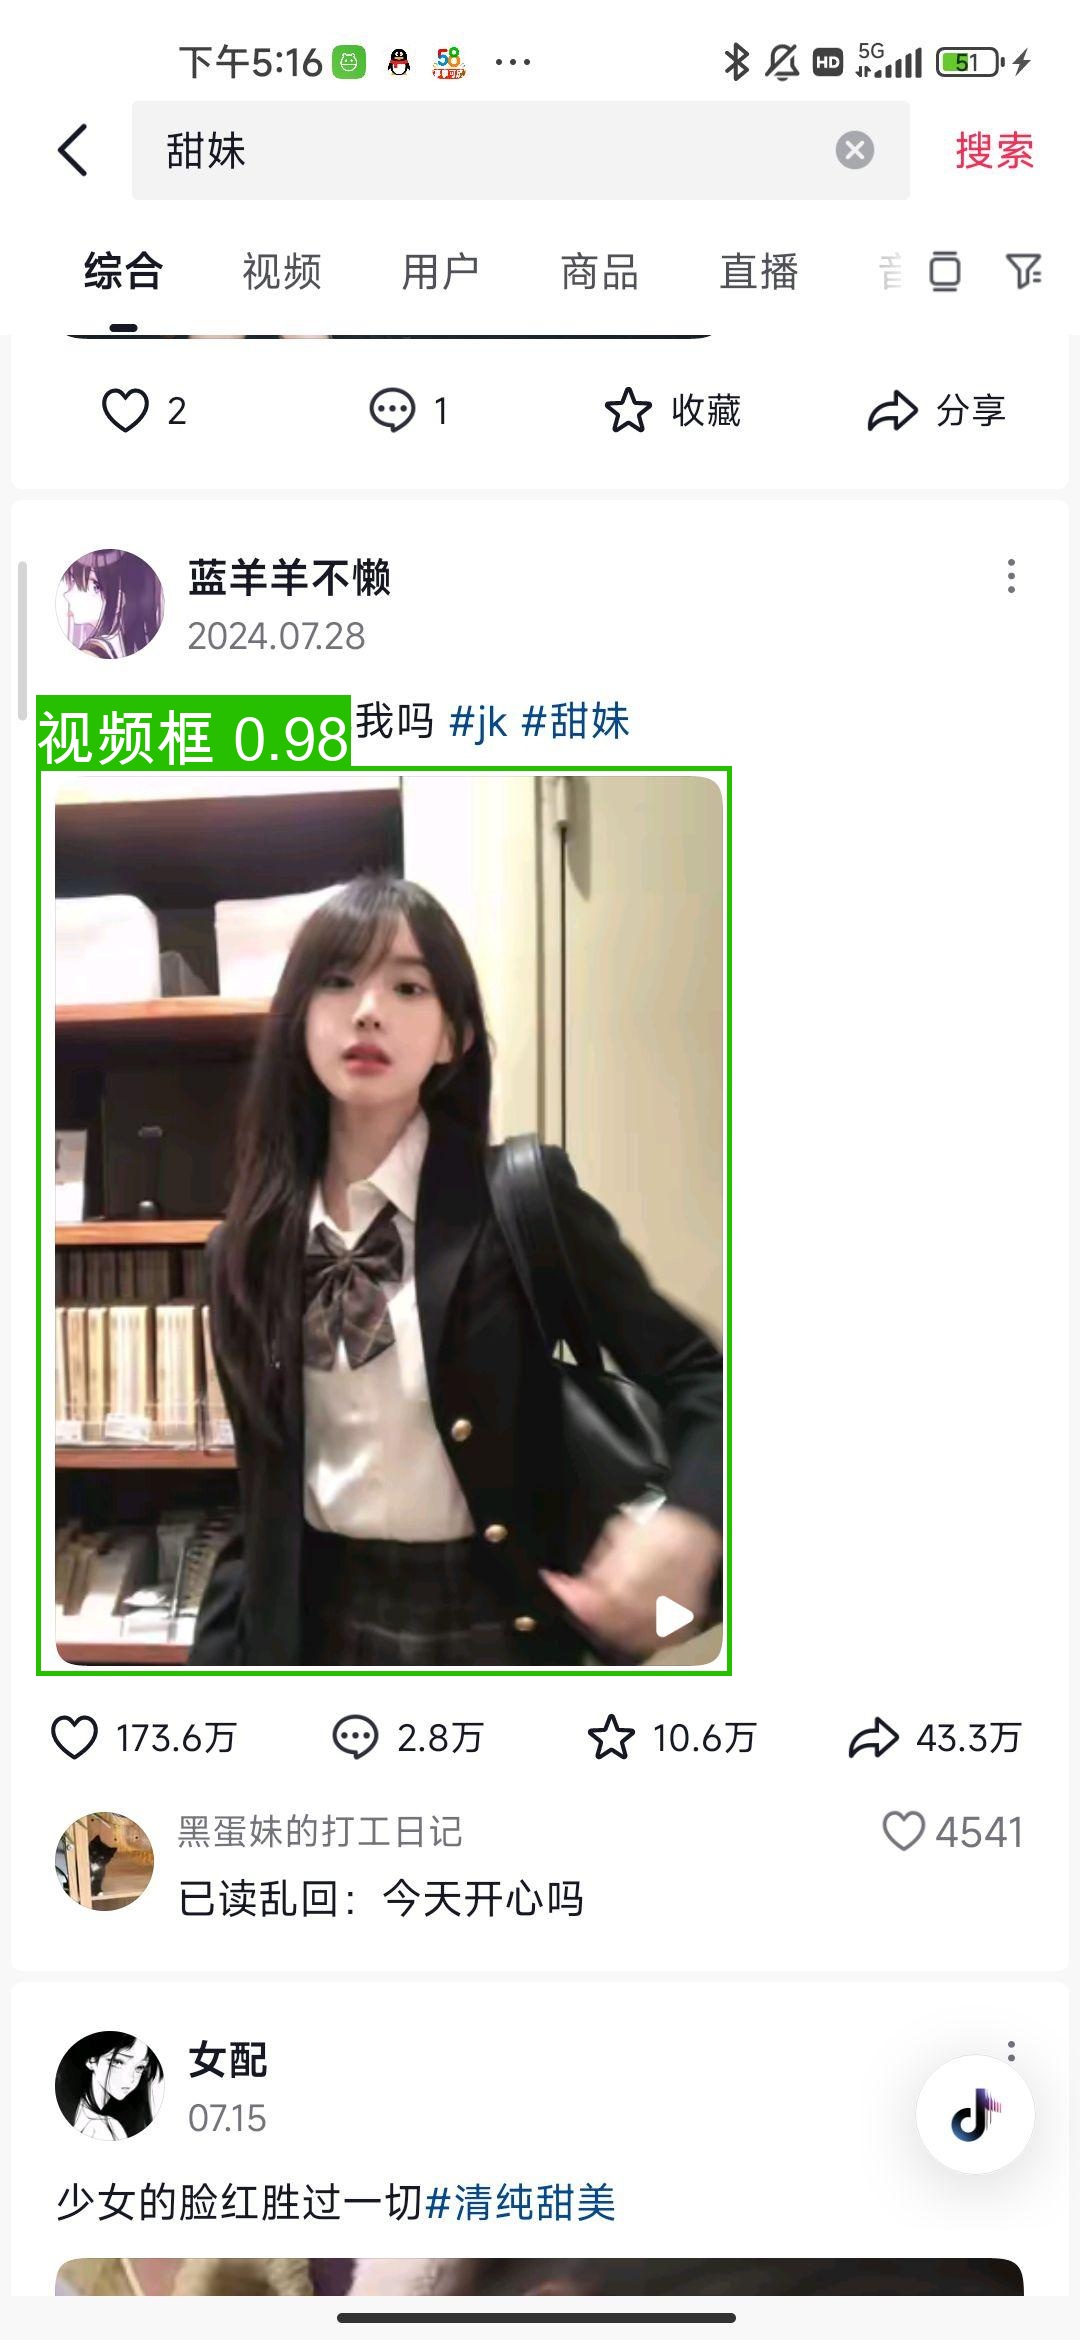 下午5:16 58 ... HD 5G 51
甜妹 搜索
综合 视频 用户 商品 直播 音
2 1 收藏 分享
蓝羊羊不懒
2024.07.28
视频框 0.98 我吗 #jk #甜妹
173.6万 2.8万 10.6万 43.3万
黑蛋妹的打工日记 4541
已读乱回：今天开心吗
女配
07.15
少女的脸红胜过一切#清纯甜美